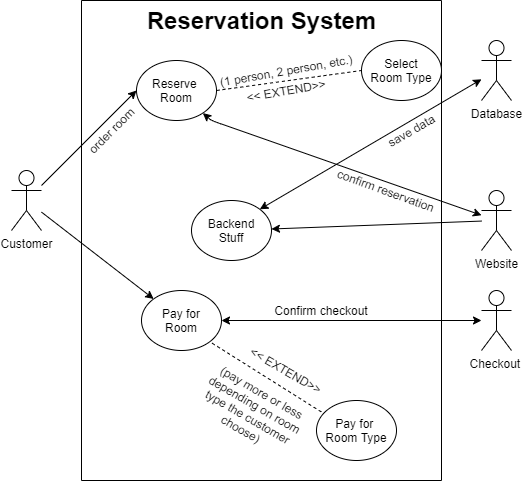 Reservation System
Reserve
Room
(1 person, 2 person, etc.)
<< EXTEND>>
Select
Room Type
Database
order room
save data
confirm reservation
Customer
Backend
Stuff
Website
Pay for
Room
Confirm checkout
Checkout
<< EXTEND>>
(pay more or less
depending on room
type the customer
choose)
Pay for
Room Type